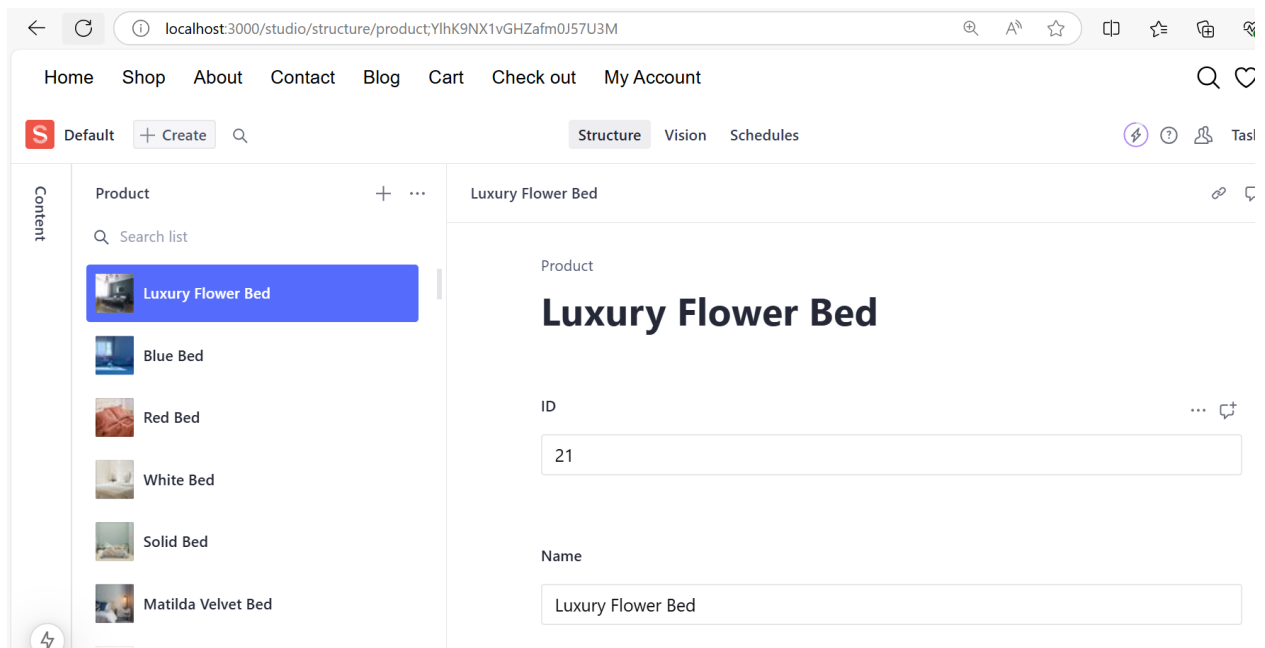 localhost:3000/studio/structure/product;YlhK9NX1vGHZafm0J57U3M
Home Shop About Contact Blog Cart Check out My Account
S Default + Create Structure Vision Schedules Tas
Content
Product
Search list
Luxury Flower Bed
Blue Bed
Red Bed
White Bed
Solid Bed
Matilda Velvet Bed
Luxury Flower Bed
Product
Luxury Flower Bed
ID
21
Name
Luxury Flower Bed